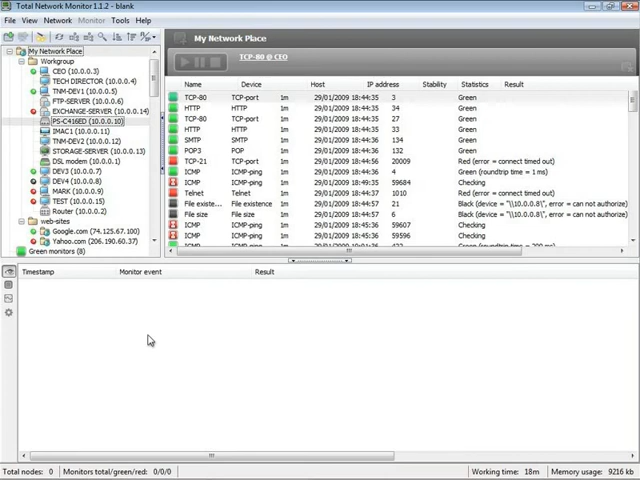 Total Network Monitor 1.1.2 - blank
File View Network Monitor Tools Help
My Network Place
Workgroup
CEO (10.0.0.3)
TECH DIRECTOR (10.0.0.4)
TNM-DEV1 (10.0.0.5)
FTP-SERVER (10.0.0.6)
EXCHANGE-SERVER (10.0.0.14)
PS-C416ED (10.0.0.10)
IMAC1 (10.0.0.11)
TNM-DEV2 (10.0.0.12)
STORAGE-SERVER (10.0.0.13)
DSL modem (10.0.0.1)
DEV3 (10.0.0.7)
DEV4 (10.0.0.8)
MARK (10.0.0.9)
TEST (10.0.0.15)
Router (10.0.0.2)
web-sites
Google.com (74.125.67.100)
Yahoo.com (206.190.60.37)
Green monitors (8)
My Network Place
TCP-80 @ CEO
Name Device Host IP address Stability Statistics Result
TCP-80 TCP-port 1m 29/01/2009 18:44:35 3 Green
HTTP HTTP 1m 29/01/2009 18:44:35 34 Green
TCP-80 TCP-port 1m 29/01/2009 18:44:35 27 Green
HTTP HTTP 1m 29/01/2009 18:44:35 33 Green
SMTP SMTP 1m 29/01/2009 18:44:36 134 Green
POP3 POP 1m 29/01/2009 18:44:36 132 Green
TCP-21 TCP-port 1m 29/01/2009 18:44:56 20009 Red (error = connect timed out)
ICMP ICMP-ping 1m 29/01/2009 18:44:36 4 Green (roundtrip time = 1 ms)
ICMP ICMP-ping 1m 29/01/2009 18:45:35 59684 Checking
Telnet Telnet 1m 29/01/2009 18:44:37 1010 Red (error = connect timed out)
File existe... File existence 1m 29/01/2009 18:44:57 21 Black (device = "\\10.0.0.8\", error = can not authorize)
File size File size 1m 29/01/2009 18:44:57 6 Black (device = "\\10.0.0.8\", error = can not authorize)
ICMP ICMP-ping 1m 29/01/2009 18:45:36 59607 Checking
ICMP ICMP-ping 1m 29/01/2009 18:45:36 59596 Checking
Timestamp Monitor event Result
Total nodes: 0 Monitors total/green/red: 0/0/0 Working time: 18m Memory usage: 9216 kb